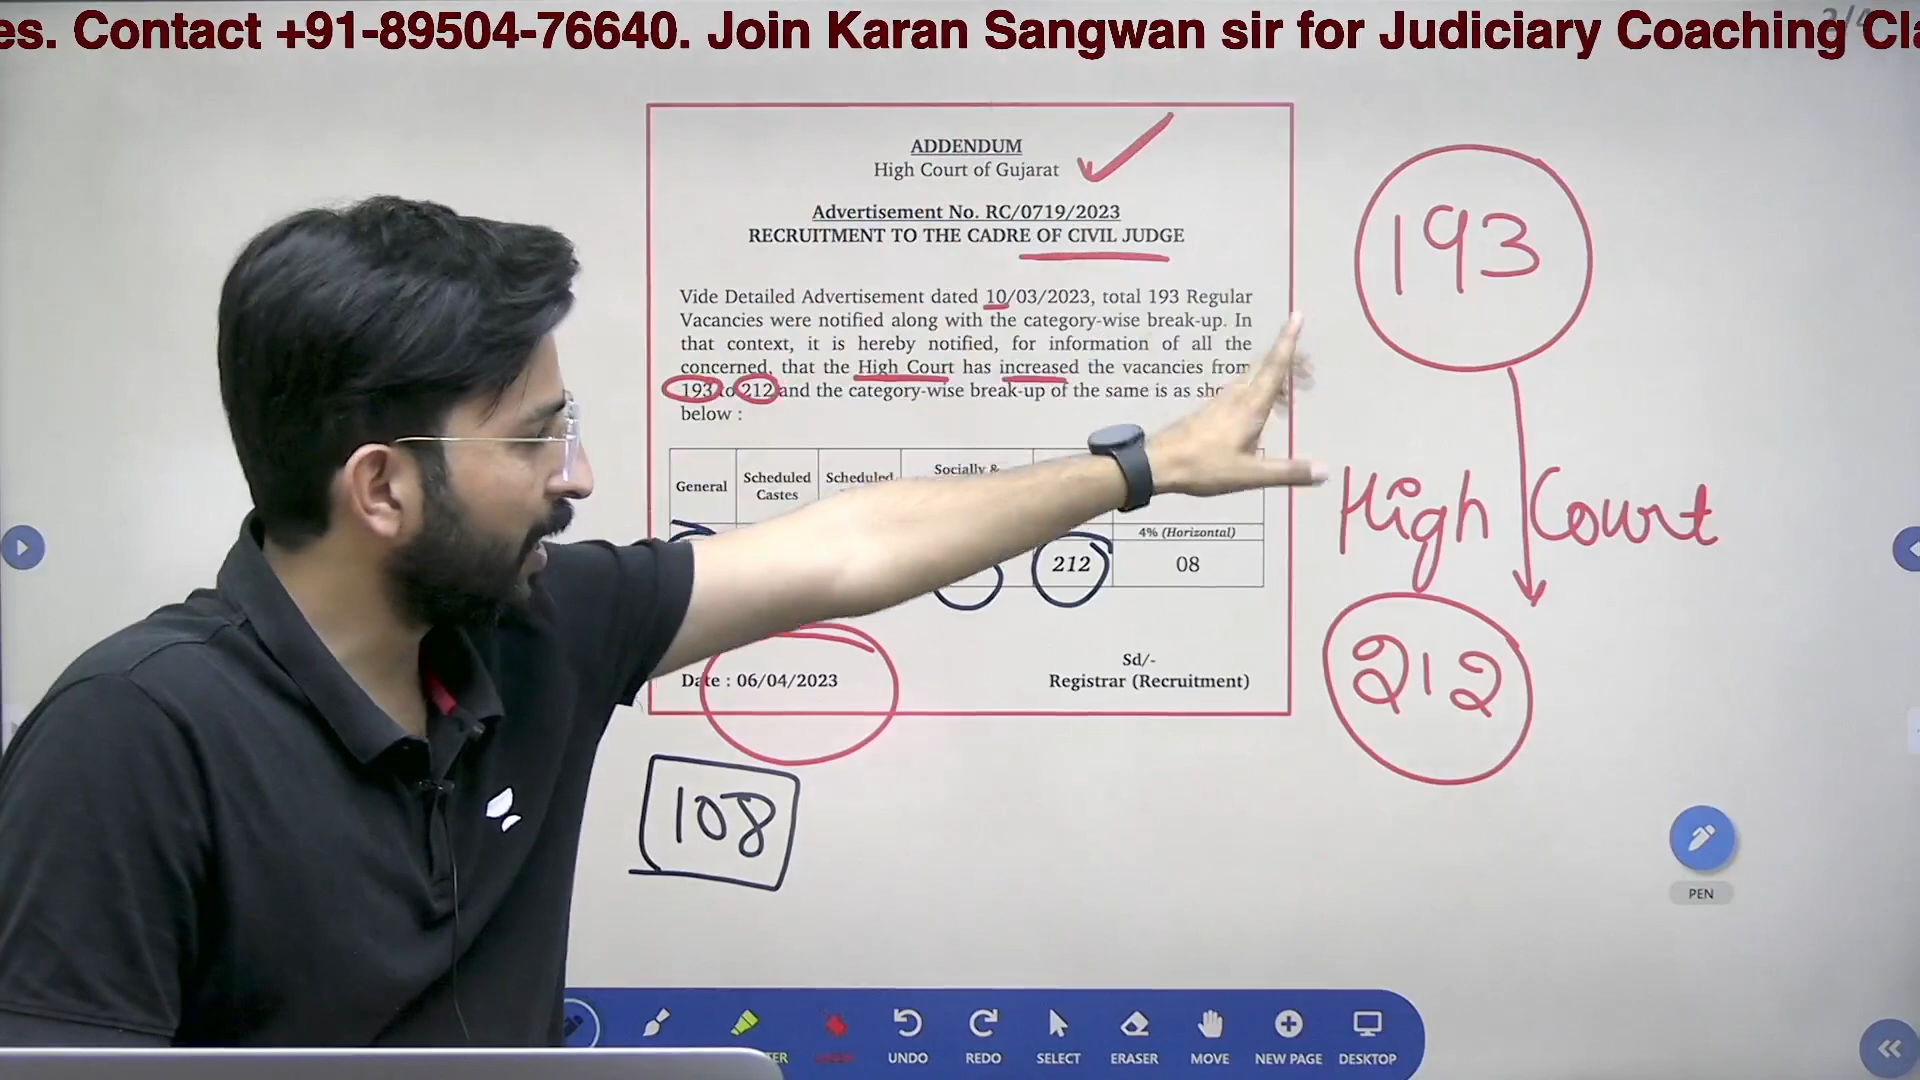 es. Contact +91-89504-76640. Join Karan Sangwan sir for Judiciary Coaching Cla
ADDENDUM
High Court of Gujarat
Advertisement No. RC/0719/2023
RECRUITMENT TO THE CADRE OF CIVIL JUDGE
Vide Detailed Advertisement dated 10/03/2023, total 193 Regular
Vacancies were notified along with the category-wise break-up. In
that context, it is hereby notified, for information of all the
concerned, that the High Court has increased the vacancies from
193 to 212 and the category-wise break-up of the same is as sho
below :
General
Scheduled
Castes
Scheduled
Socially &
4% (Horizontal)
212
08
Date : 06/04/2023
Sd/-
Registrar (Recruitment)
193
High Court
212
108
PEN
UNDO
REDO
SELECT
ERASER
MOVE
NEW PAGE
DESKTOP